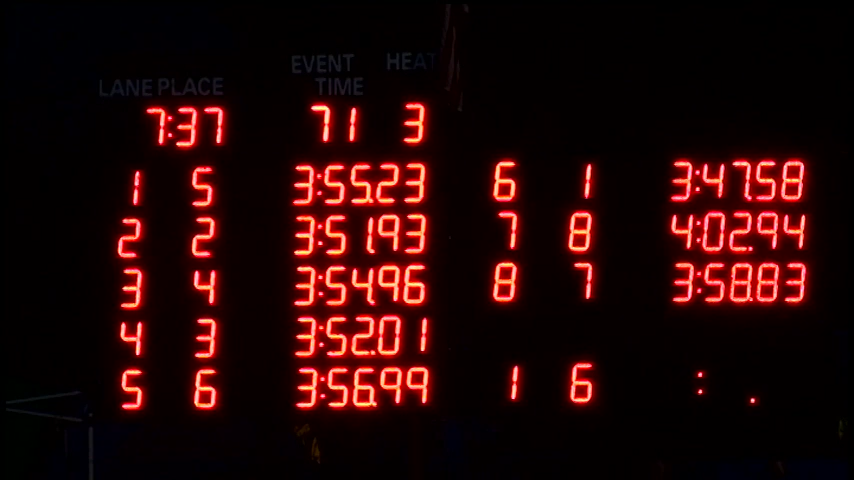 EVENT HEAT
LANE PLACE TIME
7:37 71 3
1 5 3:55.23 6 1 3:47.58
2 2 3:51.93 7 8 4:02.94
3 4 3:54.96 8 7 3:58.83
4 3 3:52.01
5 6 3:56.99 1 6 : .